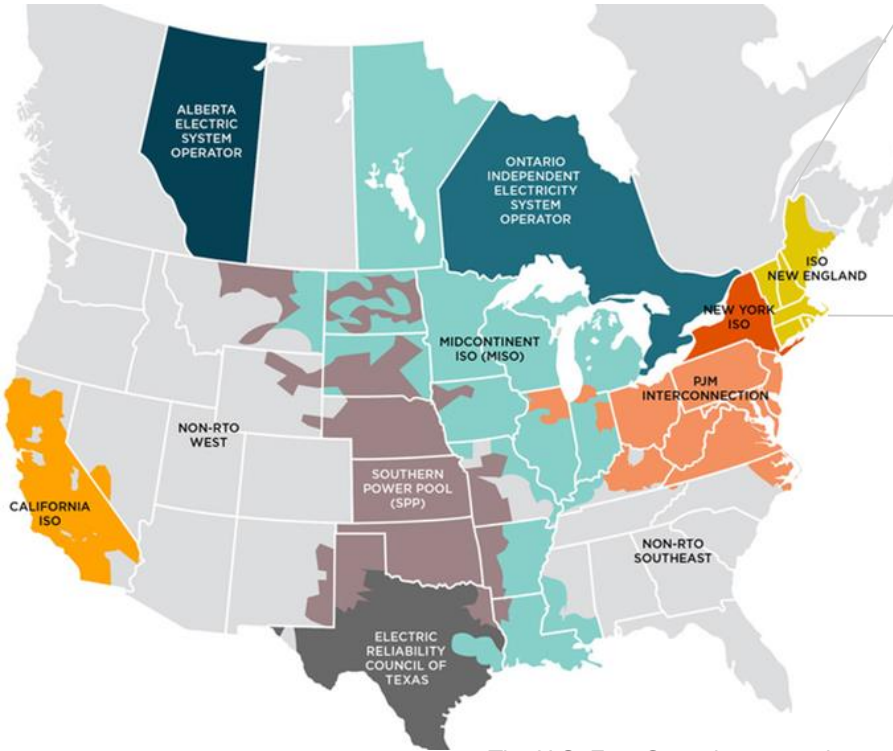 ALBERTA
ELECTRIC
SYSTEM
OPERATOR
ONTARIO
INDEPENDENT
ELECTRICITY
SYSTEM
OPERATOR
ISO
NEW ENGLAND
NEW YORK
ISO
MIDCONTINENT
ISO (MISO)
PJM
INTERCONNECTION
NON-RTO
WEST
SOUTHERN
POWER POOL
(SPP)
CALIFORNIA
ISO
NON-RTO
SOUTHEAST
ELECTRIC
RELIABILITY
COUNCIL OF
TEXAS